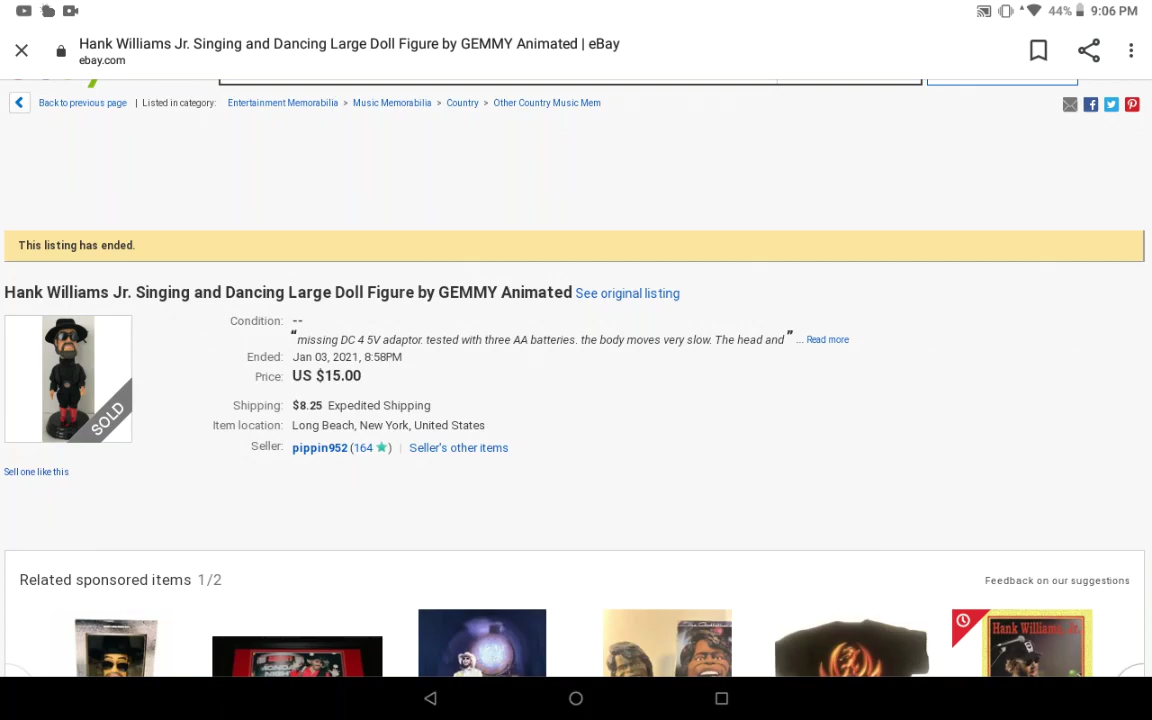 44% 9:06 PM
Hank Williams Jr. Singing and Dancing Large Doll Figure by GEMMY Animated | eBay
ebay.com
Back to previous page | Listed in category: Entertainment Memorabilia > Music Memorabilia > Country > Other Country Music Mem
This listing has ended.
Hank Williams Jr. Singing and Dancing Large Doll Figure by GEMMY Animated See original listing
Condition: --
“missing DC 4 5V adaptor. tested with three AA batteries. the body moves very slow. The head and ” ... Read more
Ended: Jan 03, 2021, 8:58PM
Price: US $15.00
SOLD
Shipping: $8.25 Expedited Shipping
Item location: Long Beach, New York, United States
Seller: pippin952 (164 ) | Seller's other items
Sell one like this
Related sponsored items 1/2
Feedback on our suggestions
Hank Williams Jr.